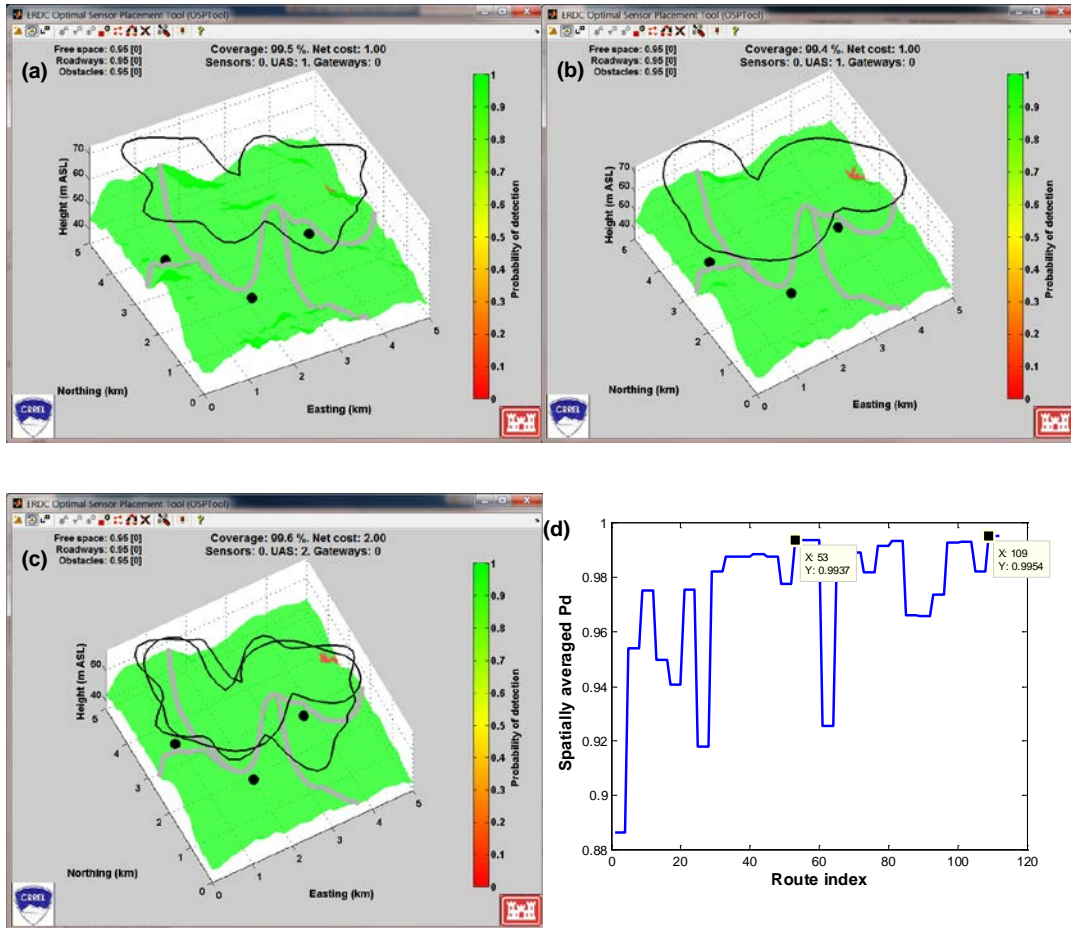 ERDC Optimal Sensor Placement Tool (OSPTool)
(a)
Free space: 0.95 [0]
Roadways: 0.95 [0]
Obstacles: 0.95 [0]
Coverage: 99.5 %. Net cost: 1.00
Sensors: 0. UAS: 1. Gateways: 0
Height (m ASL)
70
60
50
40
5
4
3
2
1
0
Northing (km)
0
1
2
3
4
5
Easting (km)
1
0.9
0.8
0.7
0.6
0.5
0.4
0.3
0.2
0.1
0
Probability of detection
CRREL
ERDC Optimal Sensor Placement Tool (OSPTool)
(b)
Free space: 0.95 [0]
Roadways: 0.95 [0]
Obstacles: 0.95 [0]
Coverage: 99.4 %. Net cost: 1.00
Sensors: 0. UAS: 1. Gateways: 0
Height (m ASL)
70
60
50
40
5
4
3
2
1
0
Northing (km)
0
1
2
3
4
5
Easting (km)
1
0.9
0.8
0.7
0.6
0.5
0.4
0.3
0.2
0.1
0
Probability of detection
CRREL
ERDC Optimal Sensor Placement Tool (OSPTool)
(c)
Free space: 0.95 [0]
Roadways: 0.95 [0]
Obstacles: 0.95 [0]
Coverage: 99.6 %. Net cost: 2.00
Sensors: 0. UAS: 2. Gateways: 0
Height (m ASL)
60
40
5
4
3
2
1
0
Northing (km)
0
1
2
3
4
5
Easting (km)
1
0.9
0.8
0.7
0.6
0.5
0.4
0.3
0.2
0.1
0
Probability of detection
CRREL
(d)
Spatially averaged Pd
1
0.98
0.96
0.94
0.92
0.9
0.88
X: 53
Y: 0.9937
X: 109
Y: 0.9954
0
20
40
60
80
100
120
Route index